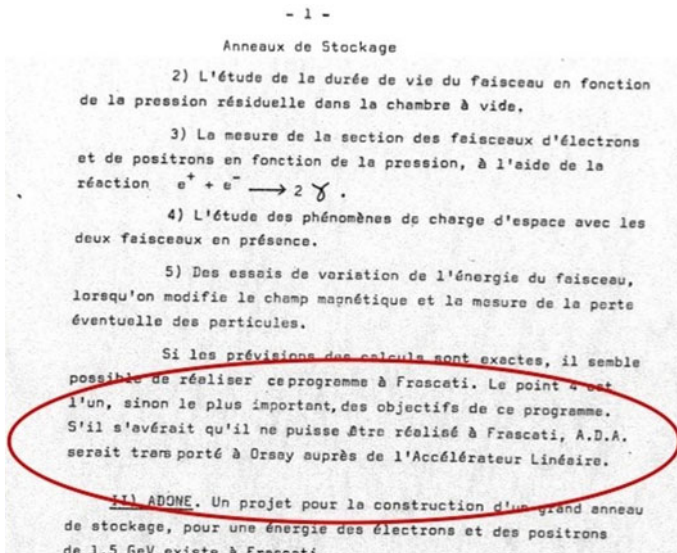 - 1 -
Anneaux de Stockage
2) L'étude de la durée de vie du faisceau en fonction
de la pression résiduelle dans la chambre à vide.
3) La mesure de la section des faisceaux d'électrons
et de positrons en fonction de la pression, à l'aide de la
réaction e⁺ + e⁻ ⟶ 2 γ .
4) L'étude des phénomènes de charge d'espace avec les
deux faisceaux en présence.
5) Des essais de variation de l'énergie du faisceau,
lorsqu'on modifie le champ magnétique et la mesure de la perte
éventuelle des particules.
Si les prévisions des calculs sont exactes, il semble
possible de réaliser ce programme à Frascati. Le point 4 est
l'un, sinon le plus important, des objectifs de ce programme.
S'il s'avérait qu'il ne puisse être réalisé à Frascati, A.D.A.
serait transporté à Orsay auprès de l'Accélérateur Linéaire.
II) ADONE. Un projet pour la construction d'un grand anneau
de stockage, pour une énergie des électrons et des positrons
de 1,5 GeV existe à Frascati